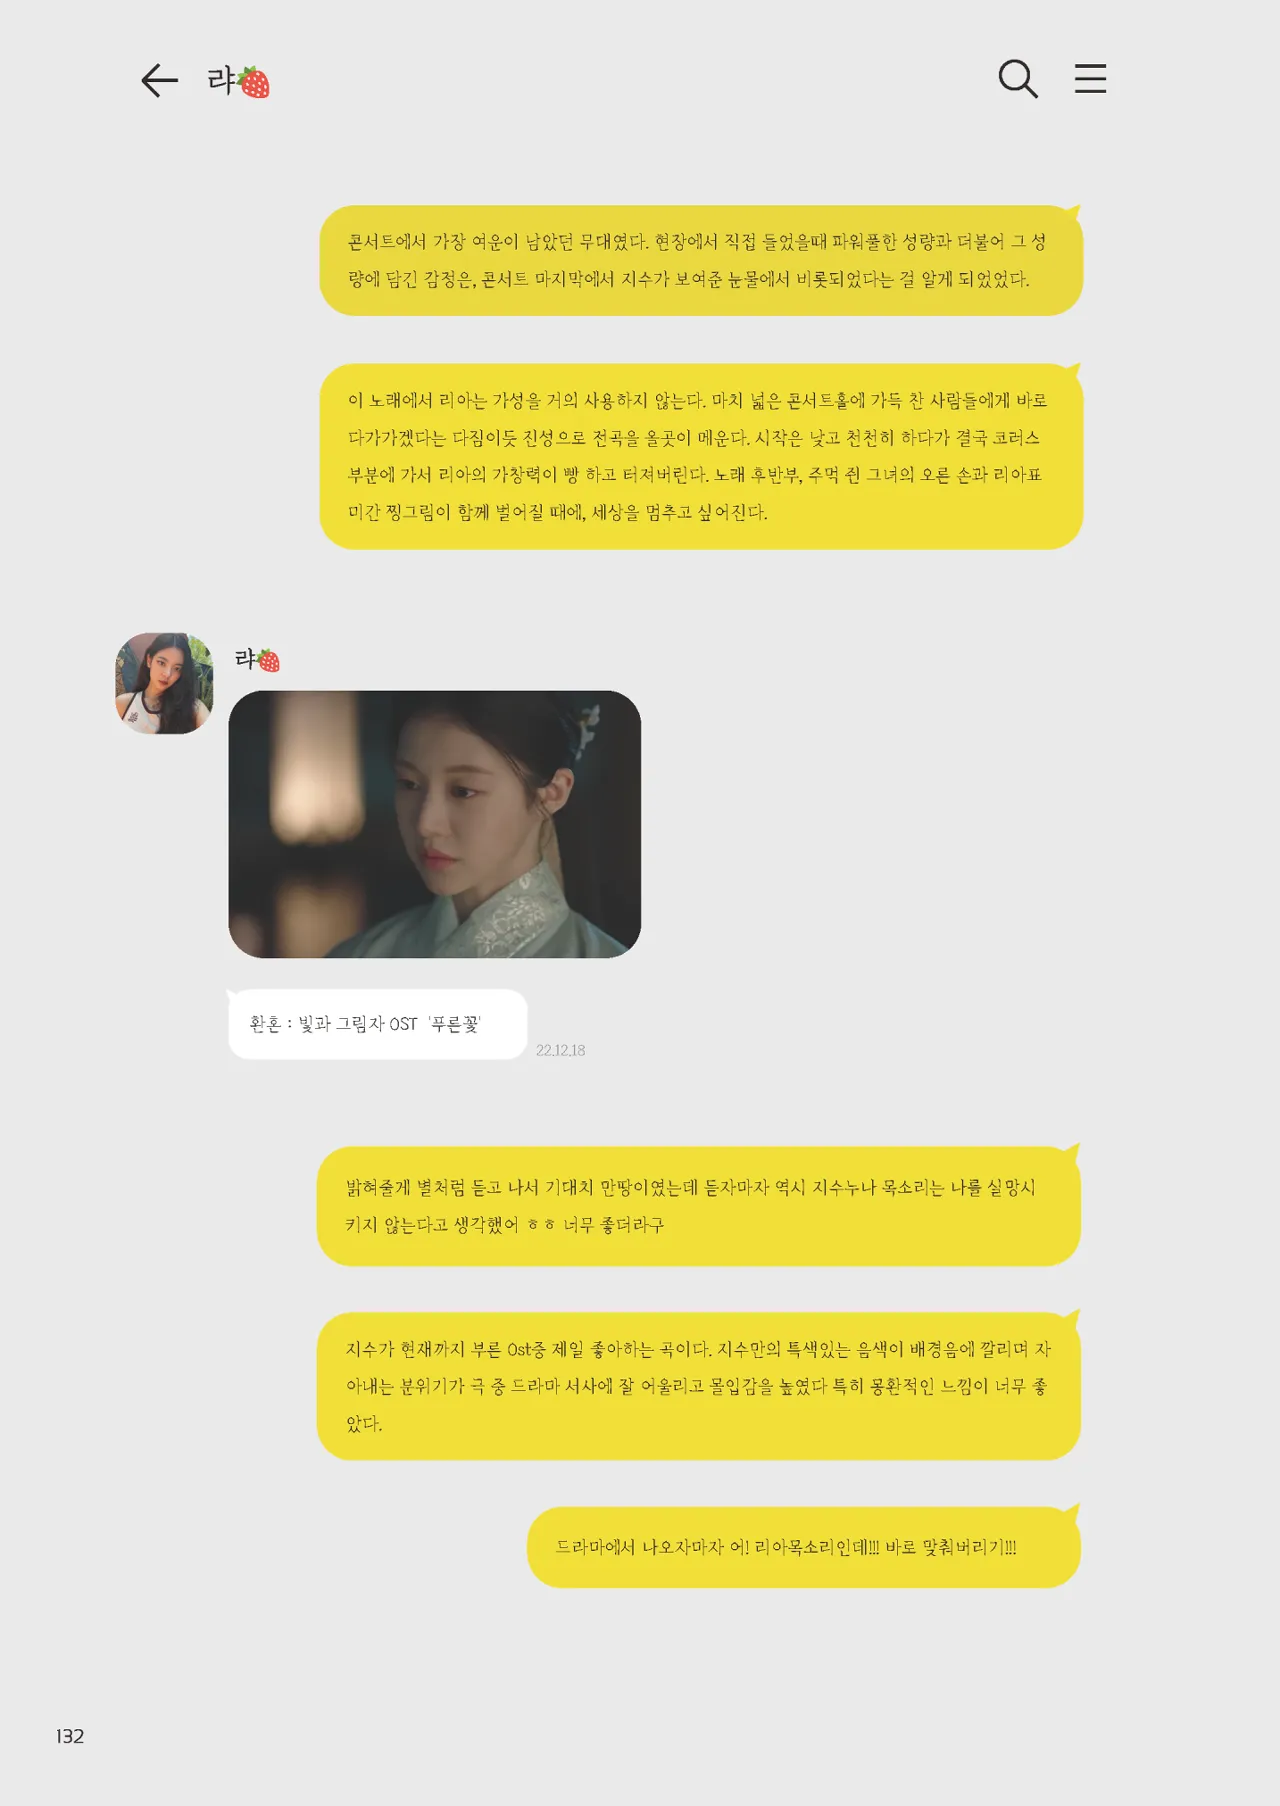 랴🍓
콘서트에서 가장 여운이 남았던 무대였다. 현장에서 직접 들었을때 파워풀한 성량과 더불어 그 성
량에 담긴 감정은, 콘서트 마지막에서 지수가 보여준 눈물에서 비롯되었다는 걸 알게 되었었다.
이 노래에서 리아는 가성을 거의 사용하지 않는다. 마치 넓은 콘서트홀에 가득 찬 사람들에게 바로
다가가겠다는 다짐이듯 진성으로 전곡을 올곳이 메운다. 시작은 낮고 천천히 하다가 결국 코러스
부분에 가서 리아의 가창력이 빵 하고 터져버린다. 노래 후반부, 주먹 쥔 그녀의 오른 손과 리아표
미간 찡그림이 함께 벌어질 때에, 세상을 멈추고 싶어진다.
랴🍓
환혼 : 빛과 그림자 OST '푸른꽃'
22.12.18
밝혀줄게 별처럼 듣고 나서 기대치 만땅이였는데 듣자마자 역시 지수누나 목소리는 나를 실망시
키지 않는다고 생각했어 ㅎㅎ 너무 좋더라구
지수가 현재까지 부른 Ost중 제일 좋아하는 곡이다. 지수만의 특색있는 음색이 배경음에 깔리며 자
아내는 분위기가 극 중 드라마 서사에 잘 어울리고 몰입감을 높였다 특히 몽환적인 느낌이 너무 좋
았다.
드라마에서 나오자마자 어! 리아목소리인데!!! 바로 맞춰버리기!!!
132